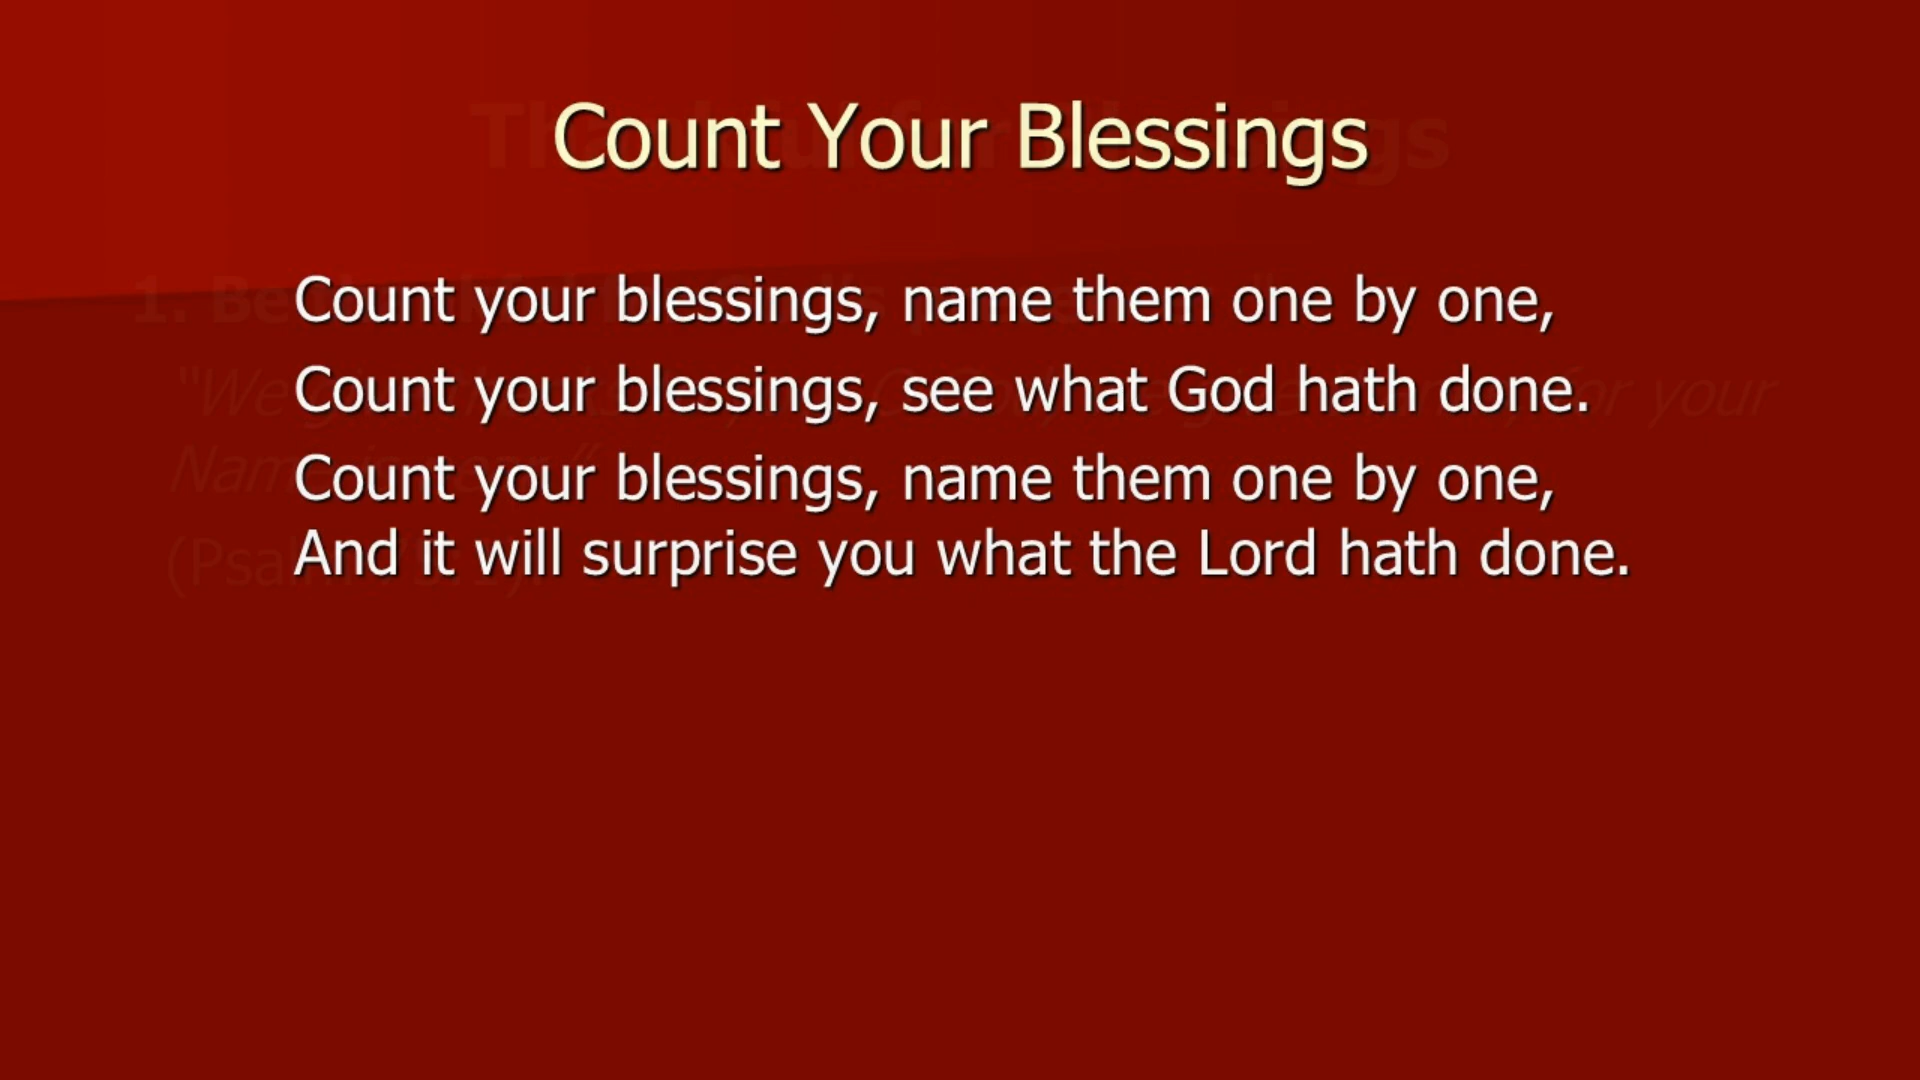 Count Your Blessings
Count your blessings, name them one by one,
Count your blessings, see what God hath done.
Count your blessings, name them one by one,
And it will surprise you what the Lord hath done.